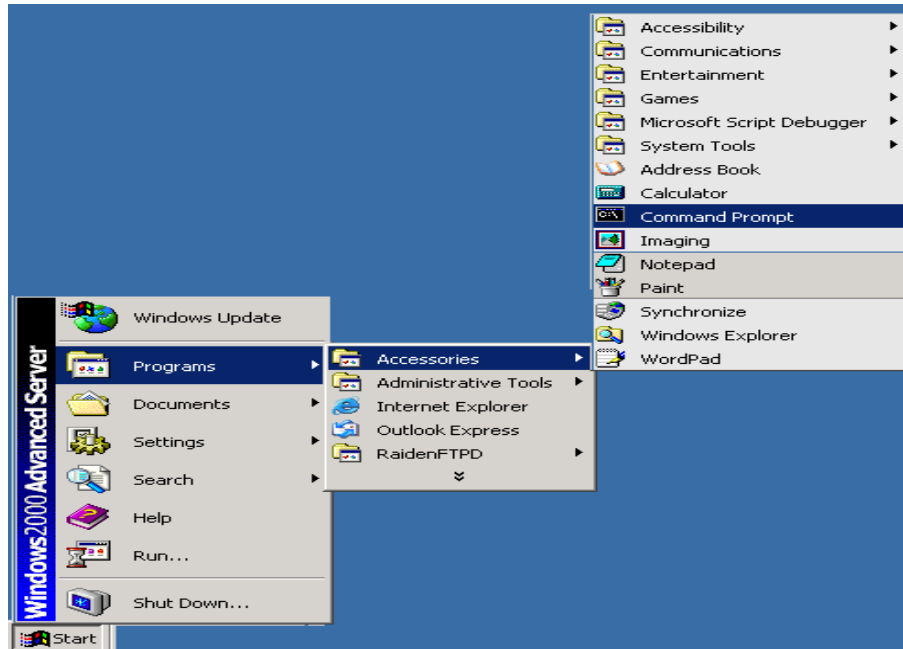 Accessibility
Communications
Entertainment
Games
Microsoft Script Debugger
System Tools
Address Book
Calculator
Command Prompt
Imaging
Notepad
Paint
Synchronize
Windows Explorer
WordPad
Accessories
Administrative Tools
Internet Explorer
Outlook Express
RaidenFTPD
Windows Update
Programs
Documents
Settings
Search
Help
Run...
Shut Down...
Windows2000Advanced Server
Start